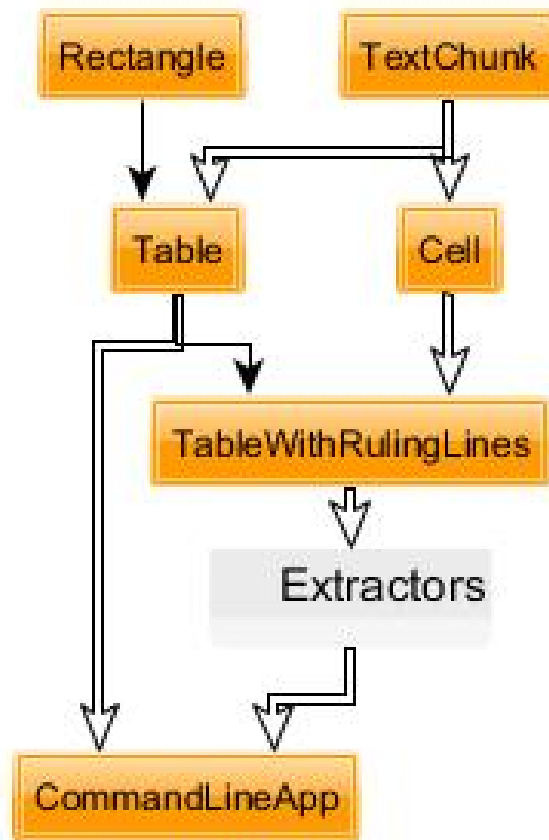 Rectangle
TextChunk
Table
Cell
TableWithRulingLines
Extractors
CommandLineApp